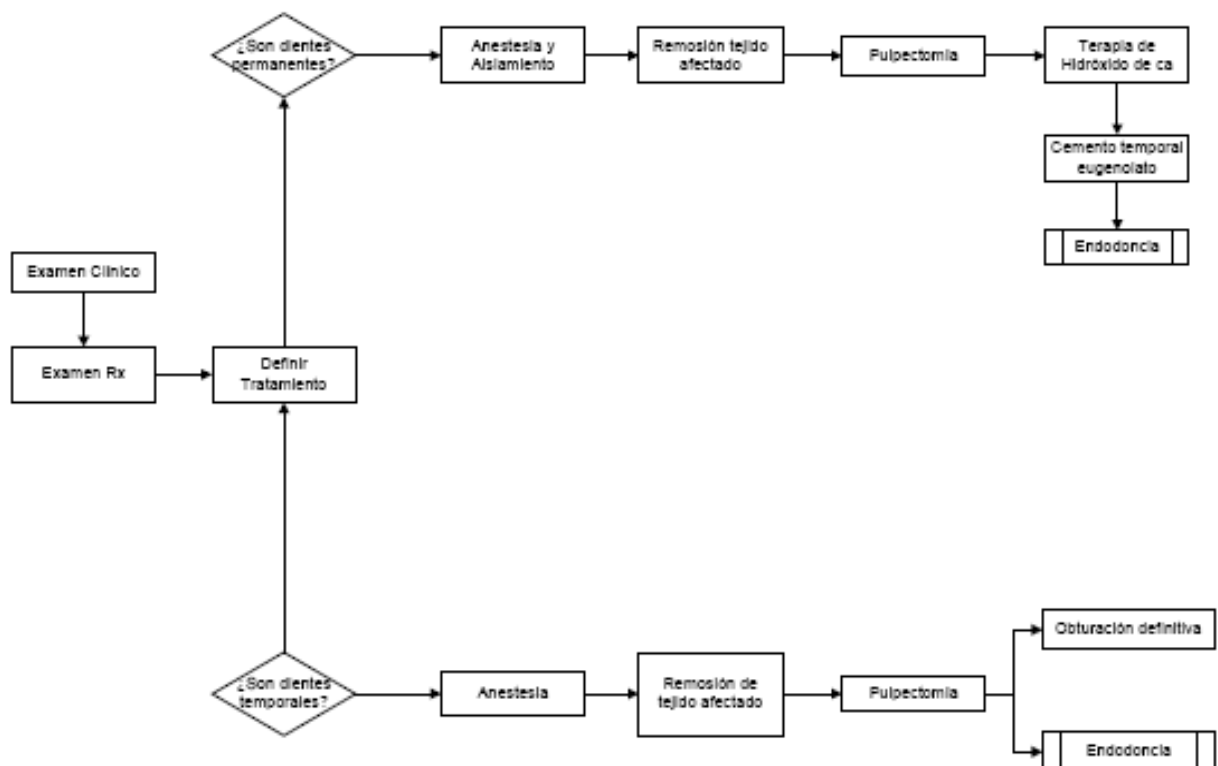 ¿Son dientes
permanentes?
Anestesia y
Aislamiento
Remosión tejido
afectado
Pulpectomía
Terapia de
Hidróxido de ca
Cemento temporal
eugenolato
Endodoncia
Examen Clínico
Examen Rx
Definir
Tratamiento
¿Son dientes
temporales?
Anestesia
Remosión de
tejido afectado
Pulpectomía
Obturación definitiva
Endodoncia